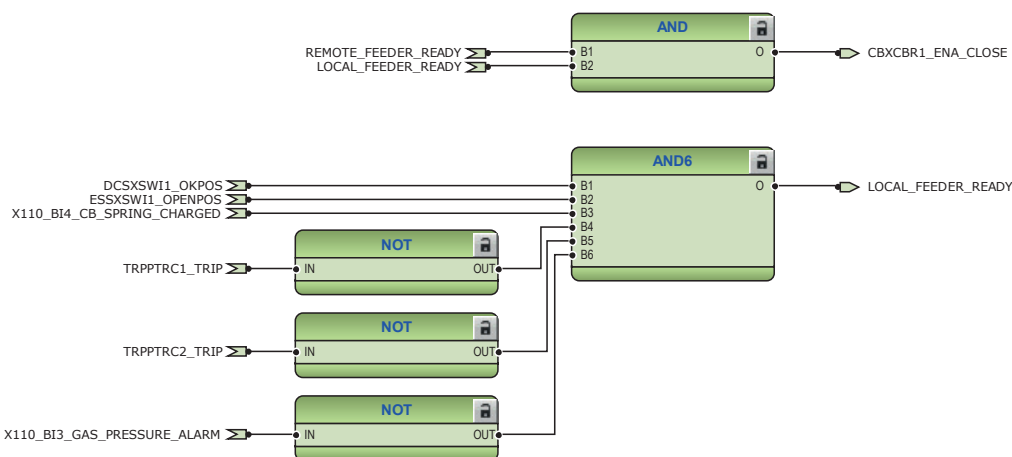 AND
REMOTE_FEEDER_READY B1 O CBXCBR1_ENA_CLOSE
LOCAL_FEEDER_READY B2
AND6
DCSXSWI1_OKPOS B1 O LOCAL_FEEDER_READY
ESSXSWI1_OPENPOS B2
X110_BI4_CB_SPRING_CHARGED B3
B4
B5
B6
NOT
TRPPTRC1_TRIP IN OUT
NOT
TRPPTRC2_TRIP IN OUT
NOT
X110_BI3_GAS_PRESSURE_ALARM IN OUT